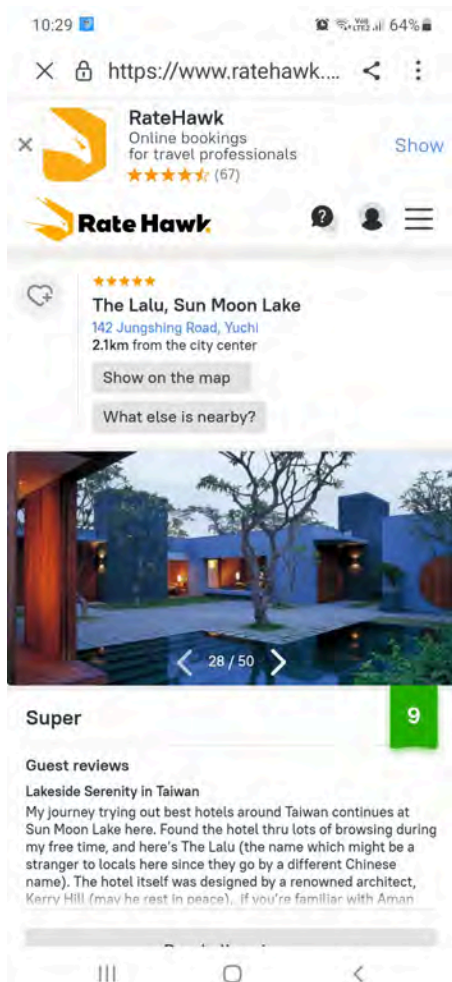 10:29
64%
https://www.ratehawk....
RateHawk
Online bookings
for travel professionals
(67)
Show
Rate Hawk.
The Lalu, Sun Moon Lake
142 Jungshing Road, Yuchi
2.1km from the city center
Show on the map
What else is nearby?
28 / 50
Super
9
Guest reviews
Lakeside Serenity in Taiwan
My journey trying out best hotels around Taiwan continues at
Sun Moon Lake here. Found the hotel thru lots of browsing during
my free time, and here's The Lalu (the name which might be a
stranger to locals here since they go by a different Chinese
name). The hotel itself was designed by a renowned architect,
Kerry Hill (may he rest in peace). If you're familiar with Aman